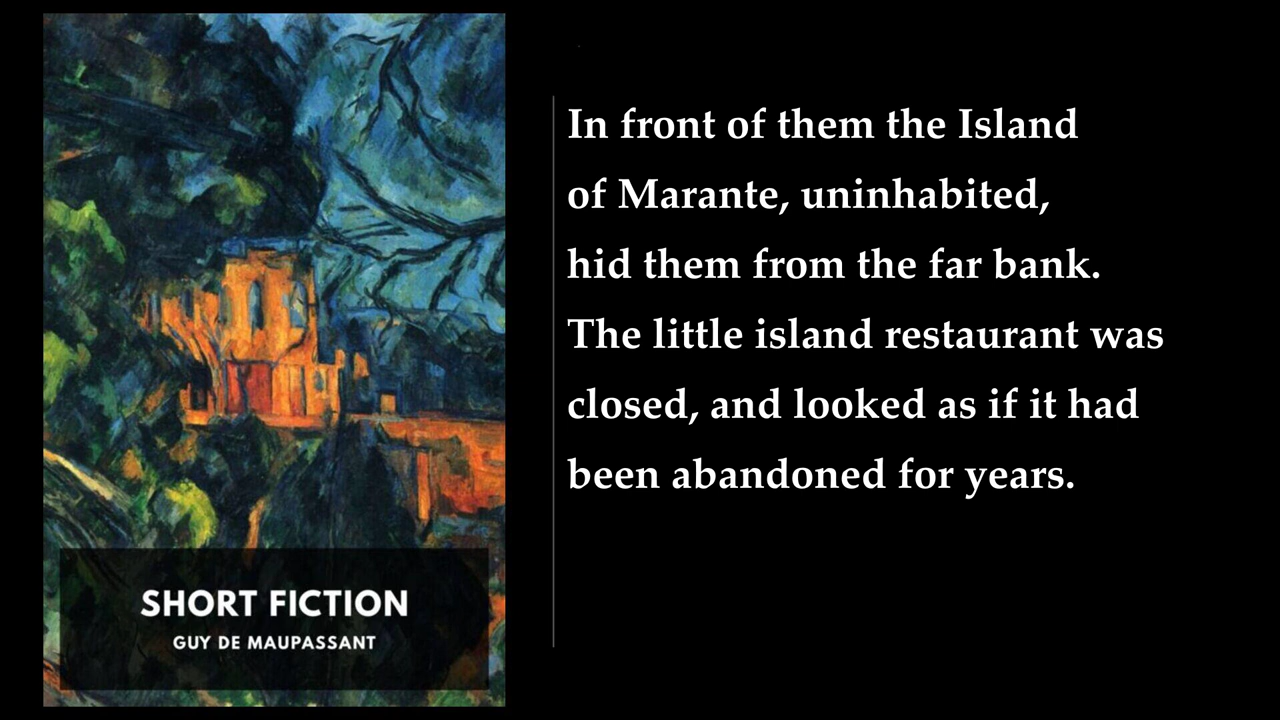 In front of them the Island
of Marante, uninhabited,
hid them from the far bank.
The little island restaurant was
closed, and looked as if it had
been abandoned for years.
SHORT FICTION
GUY DE MAUPASSANT